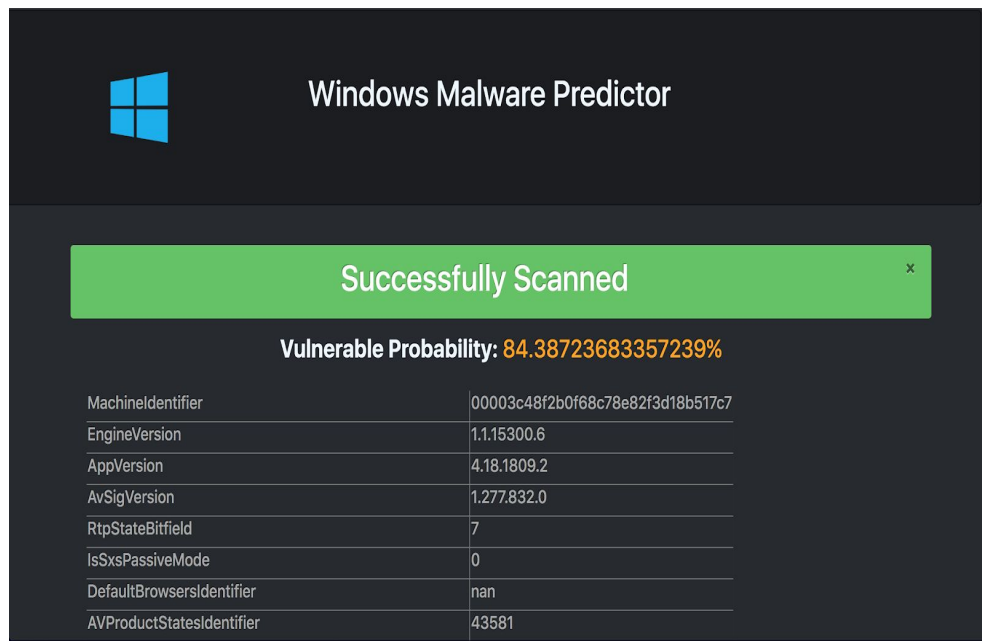 Windows Malware Predictor
Successfully Scanned ×
Vulnerable Probability: 84.38723683357239%
MachineIdentifier 00003c48f2b0f68c78e82f3d18b517c7
EngineVersion 1.1.15300.6
AppVersion 4.18.1809.2
AvSigVersion 1.277.832.0
RtpStateBitfield 7
IsSxsPassiveMode 0
DefaultBrowsersIdentifier nan
AVProductStatesIdentifier 43581